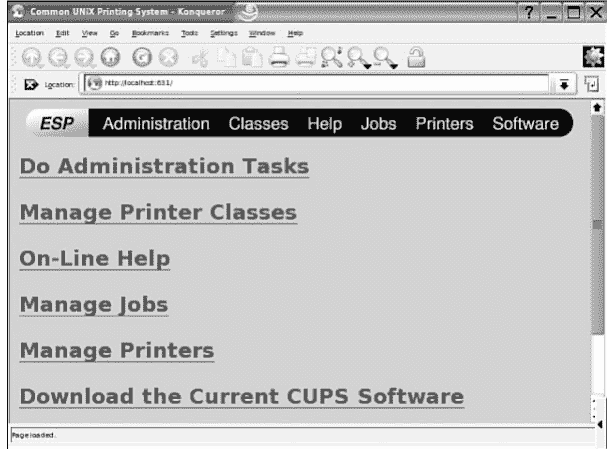 Common UNIX Printing System - Konqueror
Location Edit View Go Bookmarks Tools Settings Window Help
Location: http://localhost:631/
ESP Administration Classes Help Jobs Printers Software
Do Administration Tasks
Manage Printer Classes
On-Line Help
Manage Jobs
Manage Printers
Download the Current CUPS Software
Page loaded.